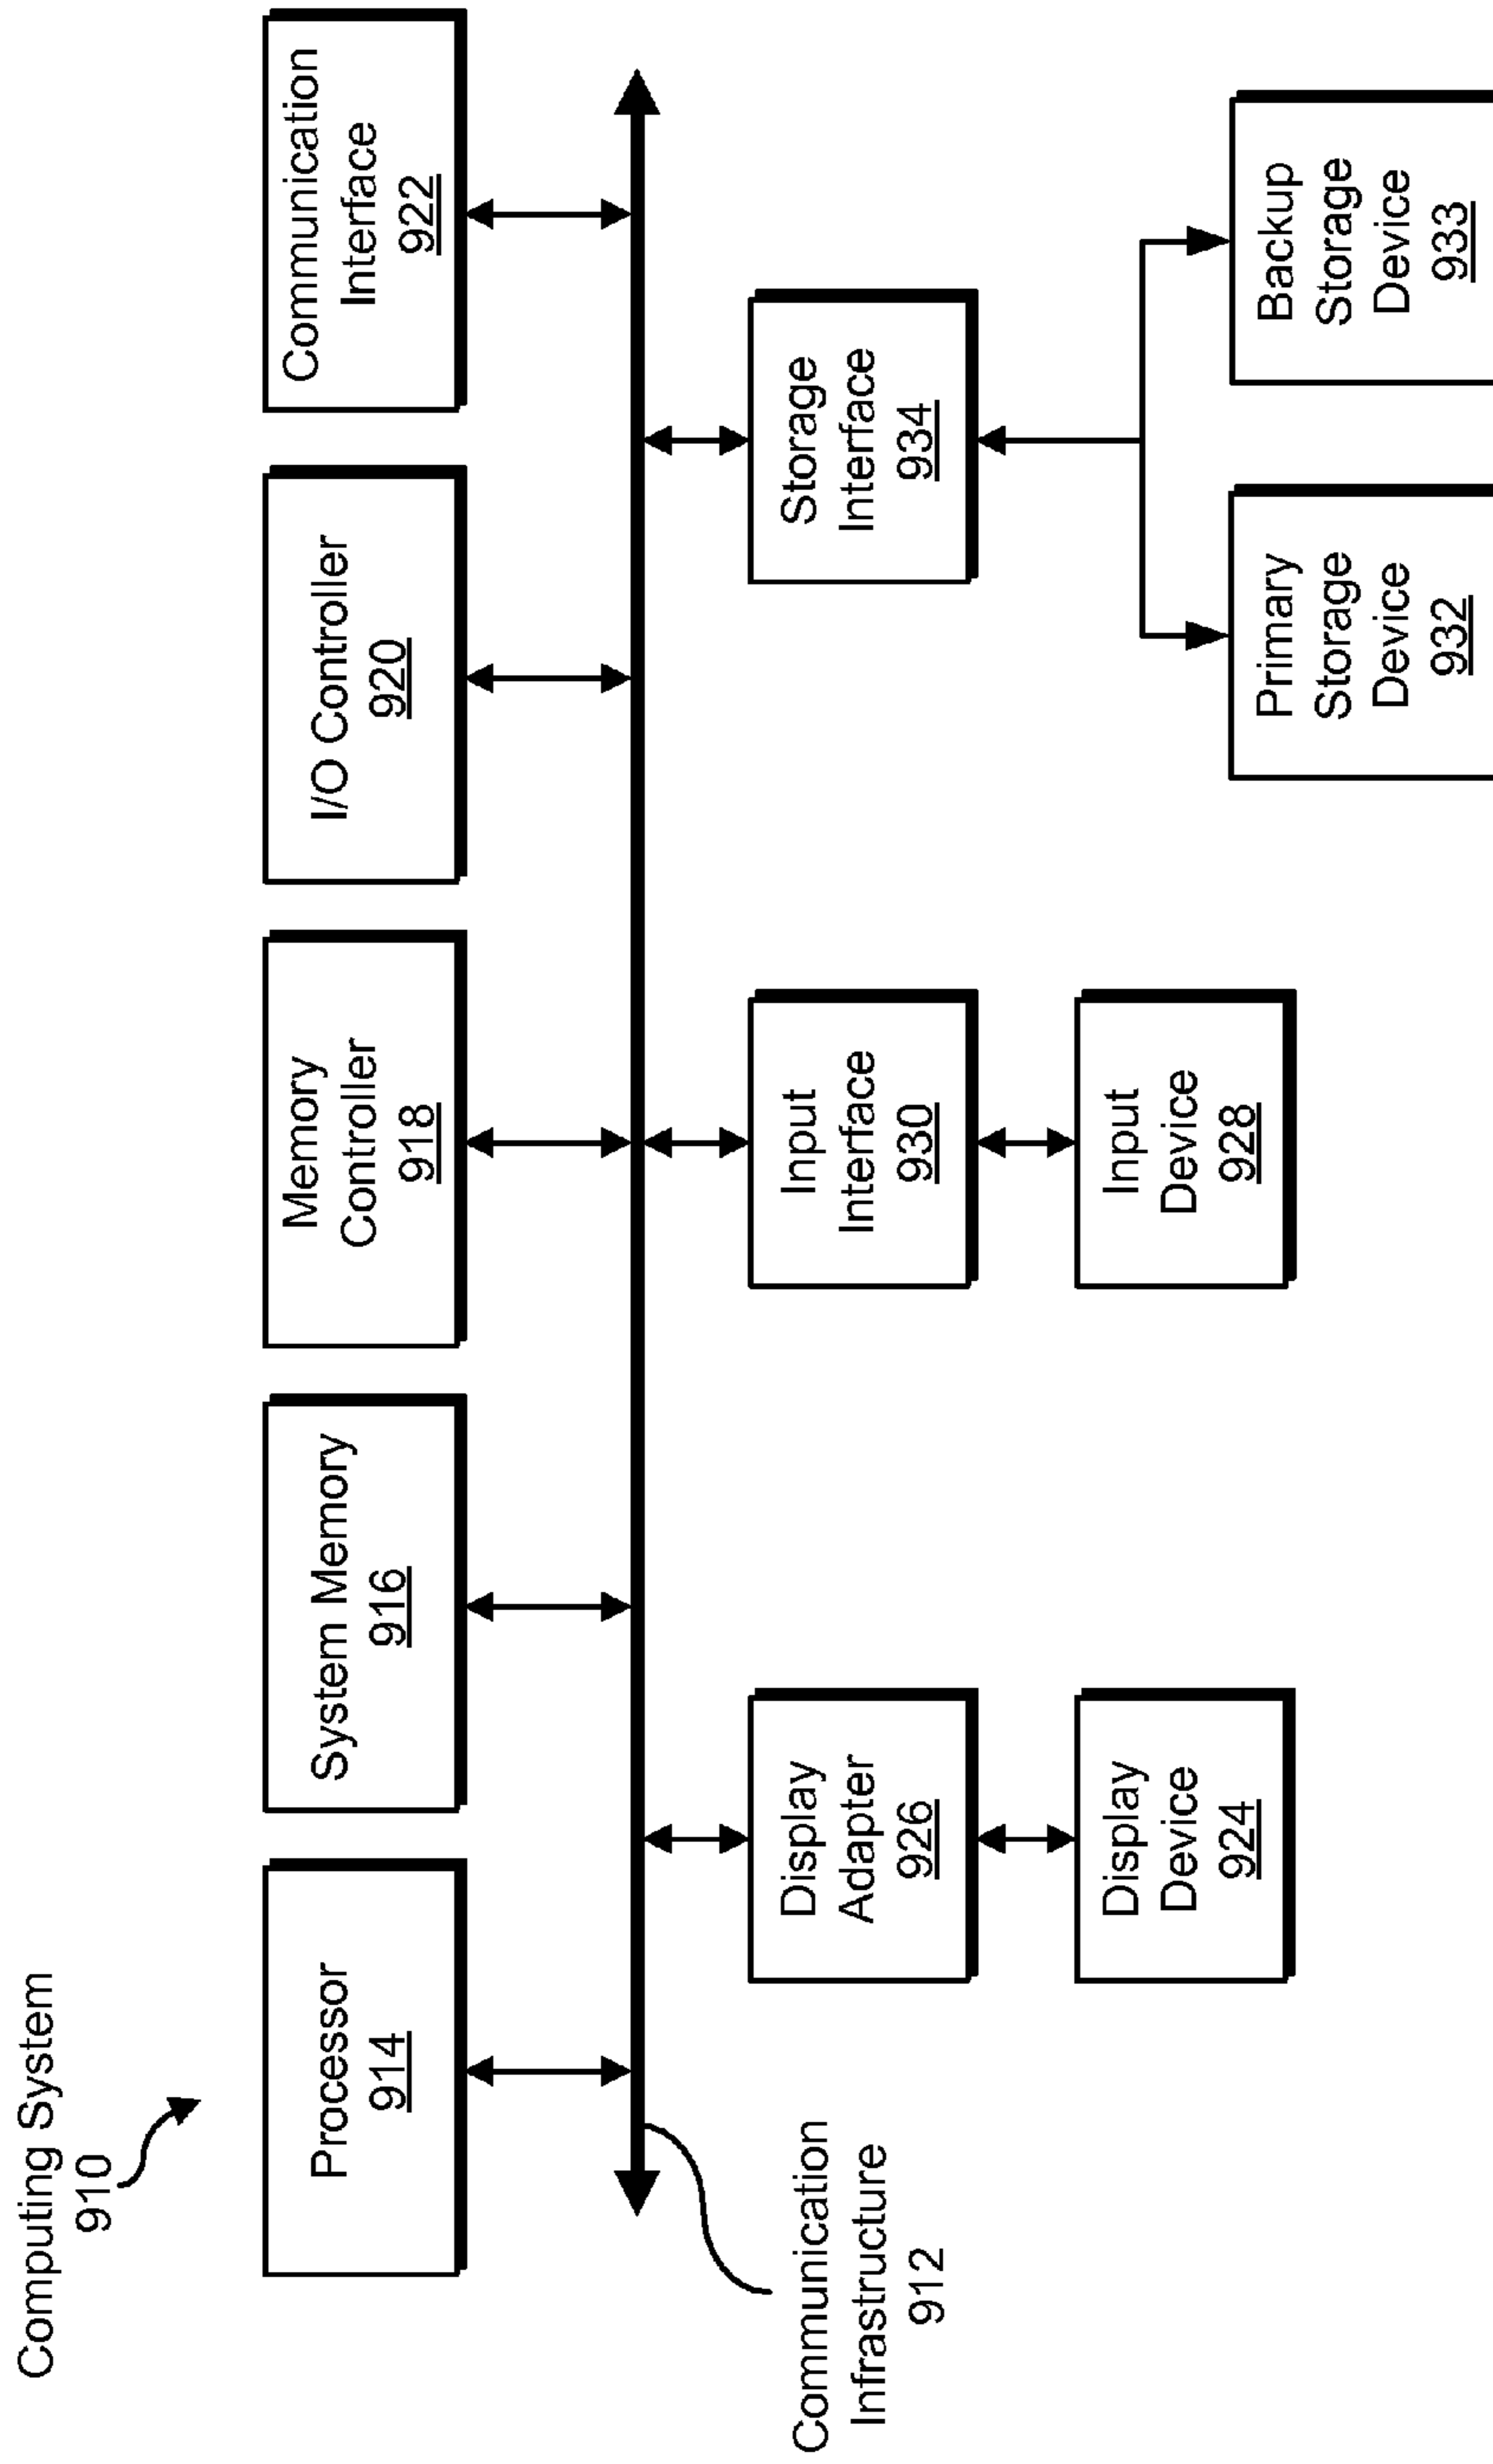 Computing System
910
Processor
914
System Memory
916
Memory
Controller
918
I/O Controller
920
Communication
Interface
922
Communication
Infrastructure
912
Display
Adapter
926
Input
Interface
930
Storage
Interface
934
Display
Device
924
Input
Device
928
Primary
Storage
Device
932
Backup
Storage
Device
933